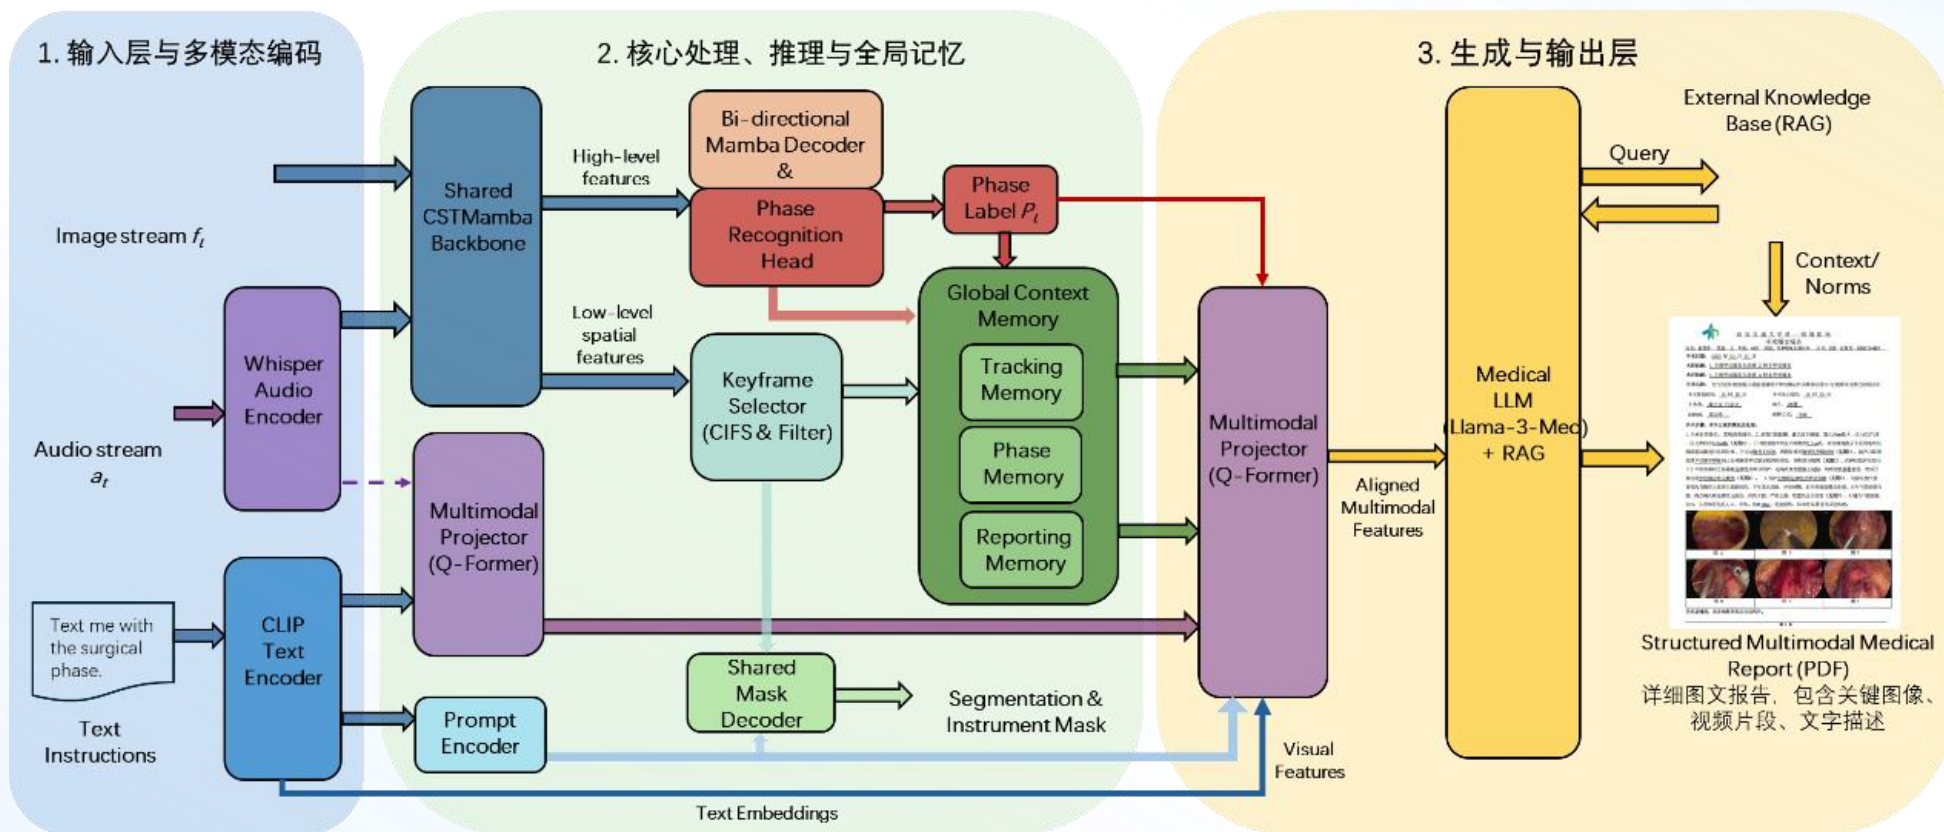 1. 输入层与多模态编码
Image stream fₜ
Audio stream
aₜ
Whisper
Audio
Encoder
Text me with
the surgical
phase.
Text
Instructions
CLIP
Text
Encoder
2. 核心处理、推理与全局记忆
Shared
CSTMamba
Backbone
High-level
features
Low-level
spatial
features
Bi-directional
Mamba Decoder
&
Phase
Recognition
Head
Phase
Label Pₜ
Keyframe
Selector
(CIFS & Filter)
Global Context
Memory
Tracking
Memory
Phase
Memory
Reporting
Memory
Multimodal
Projector
(Q-Former)
Shared
Mask
Decoder
Segmentation &
Instrument Mask
Prompt
Encoder
Text Embeddings
3. 生成与输出层
Multimodal
Projector
(Q-Former)
Visual
Features
Aligned
Multimodal
Features
Medical
LLM
(Llama-3-Med)
+ RAG
External Knowledge
Base (RAG)
Query
Context/
Norms
Structured Multimodal Medical
Report (PDF)
详细图文报告，包含关键图像、
视频片段、文字描述